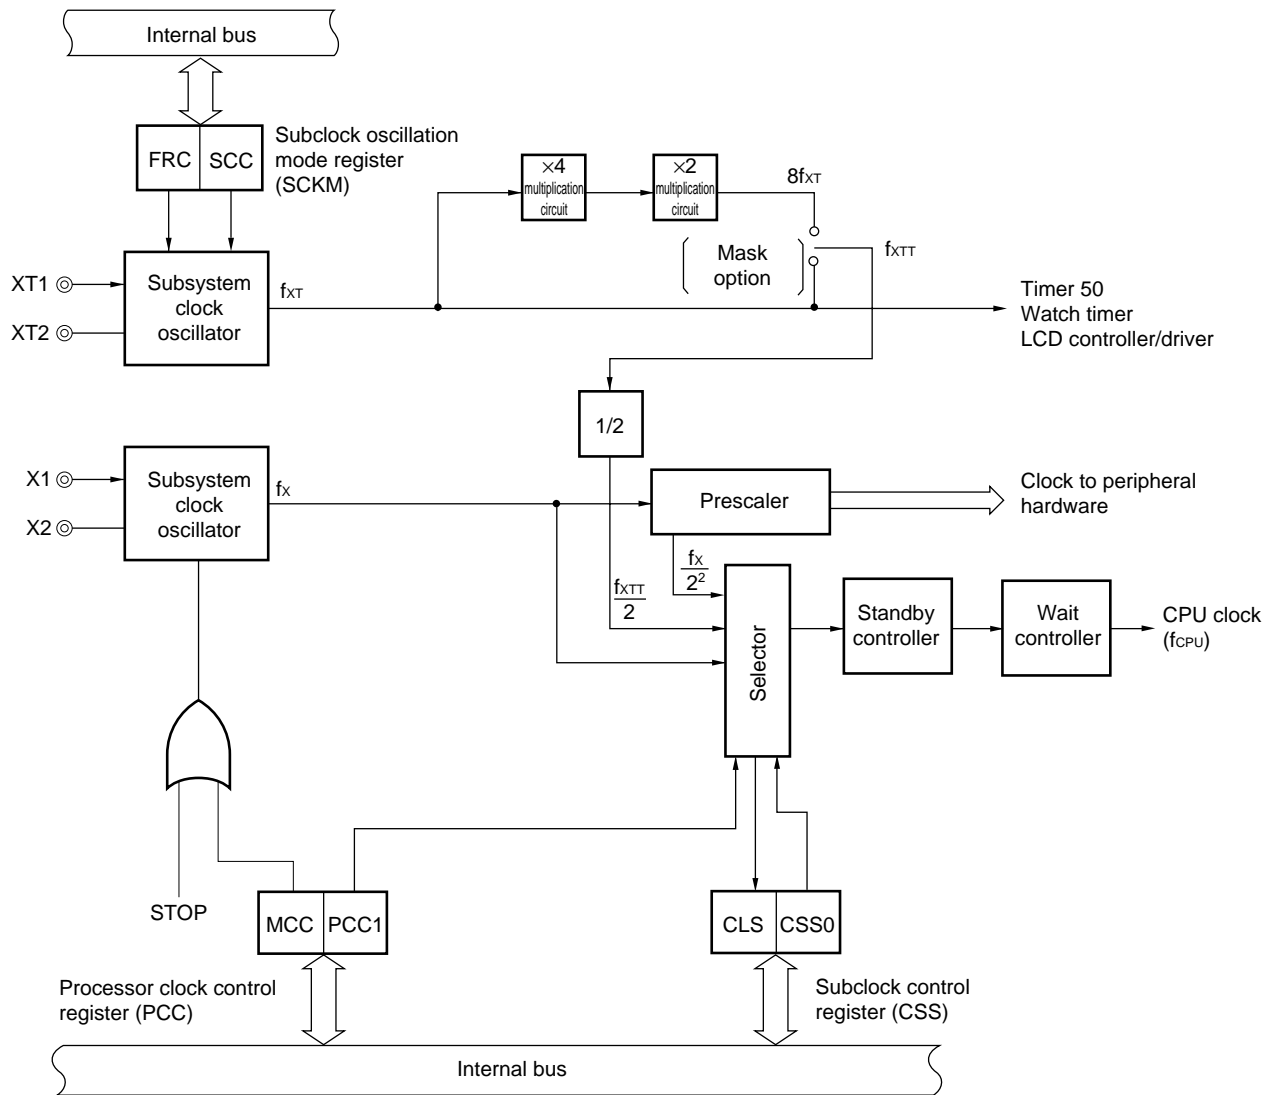 Internal bus
FRC
SCC
Subclock oscillation
mode register
(SCKM)
×4
multiplication
circuit
×2
multiplication
circuit
8fXT
Mask
option
fXTT
XT1
XT2
Subsystem
clock
oscillator
fXT
Timer 50
Watch timer
LCD controller/driver
1/2
X1
X2
Subsystem
clock
oscillator
fX
Prescaler
Clock to peripheral
hardware
fX
2²
fXTT
2
Selector
Standby
controller
Wait
controller
CPU clock
(fCPU)
STOP
MCC
PCC1
CLS
CSS0
Processor clock control
register (PCC)
Subclock control
register (CSS)
Internal bus